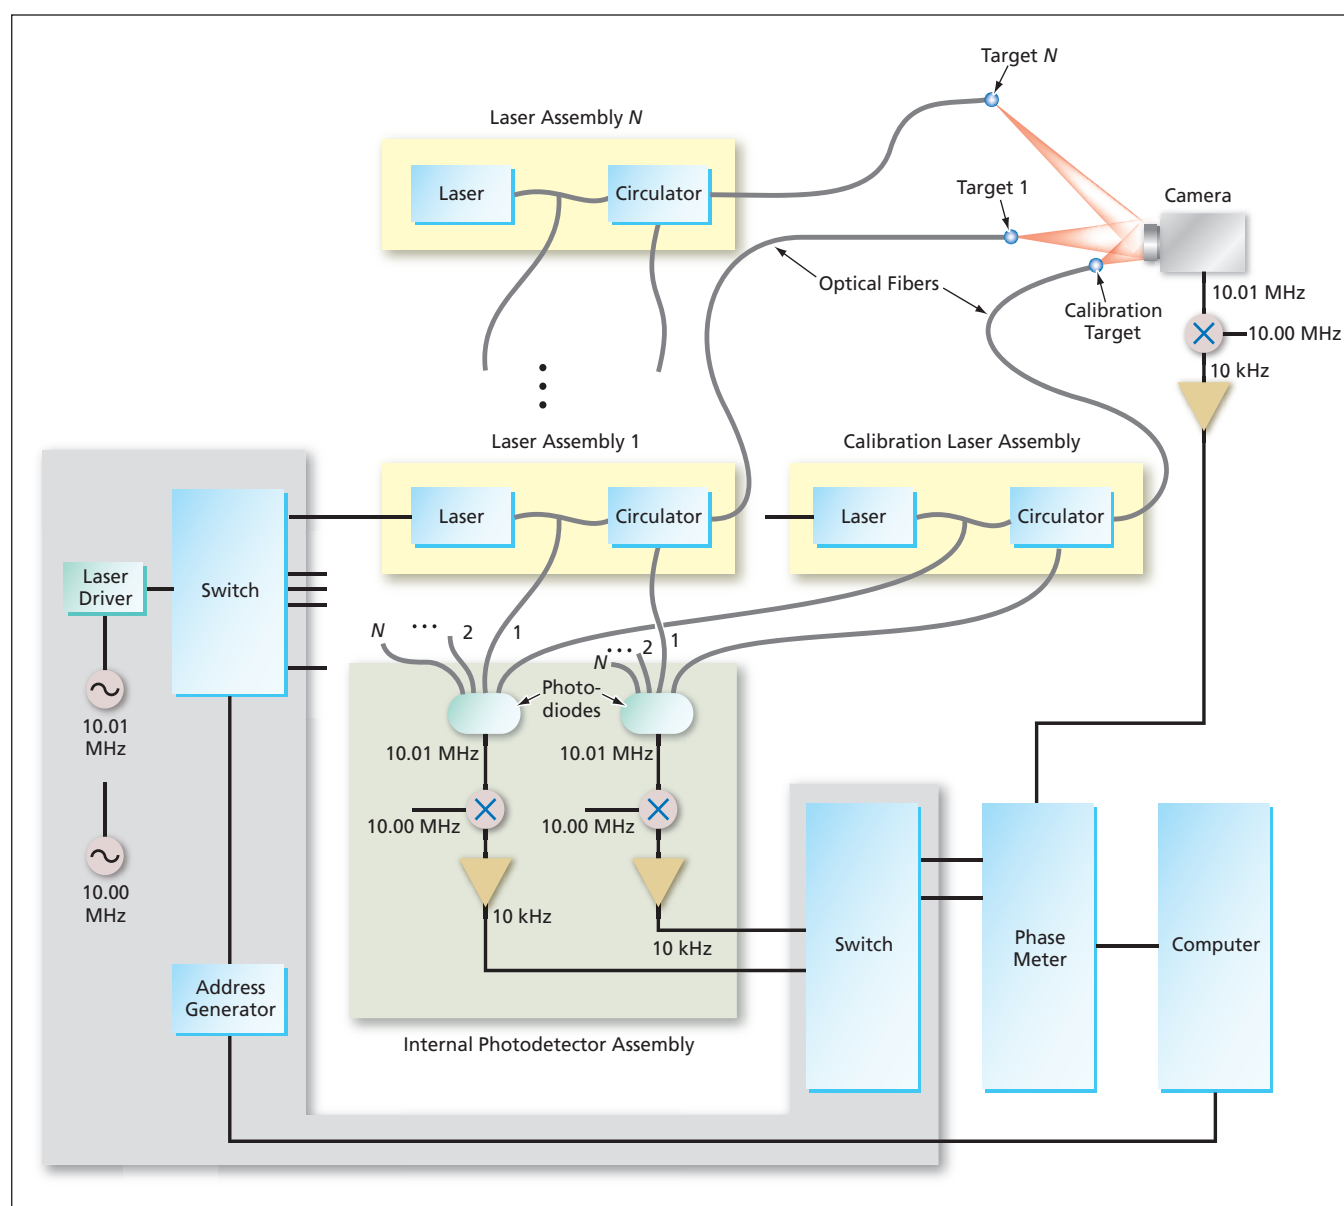 Target N
Laser Assembly N
Laser
Circulator
Target 1
Camera
Optical Fibers
Calibration
Target
10.01 MHz
10.00 MHz
10 kHz
Laser Assembly 1
Calibration Laser Assembly
Laser
Circulator
Laser
Circulator
Laser
Driver
Switch
N ... 2 1
N ... 2 1
10.01
MHz
Photo-
diodes
10.01 MHz
10.01 MHz
10.00 MHz
10.00 MHz
10.00
MHz
10 kHz
10 kHz
Switch
Phase
Meter
Computer
Address
Generator
Internal Photodetector Assembly